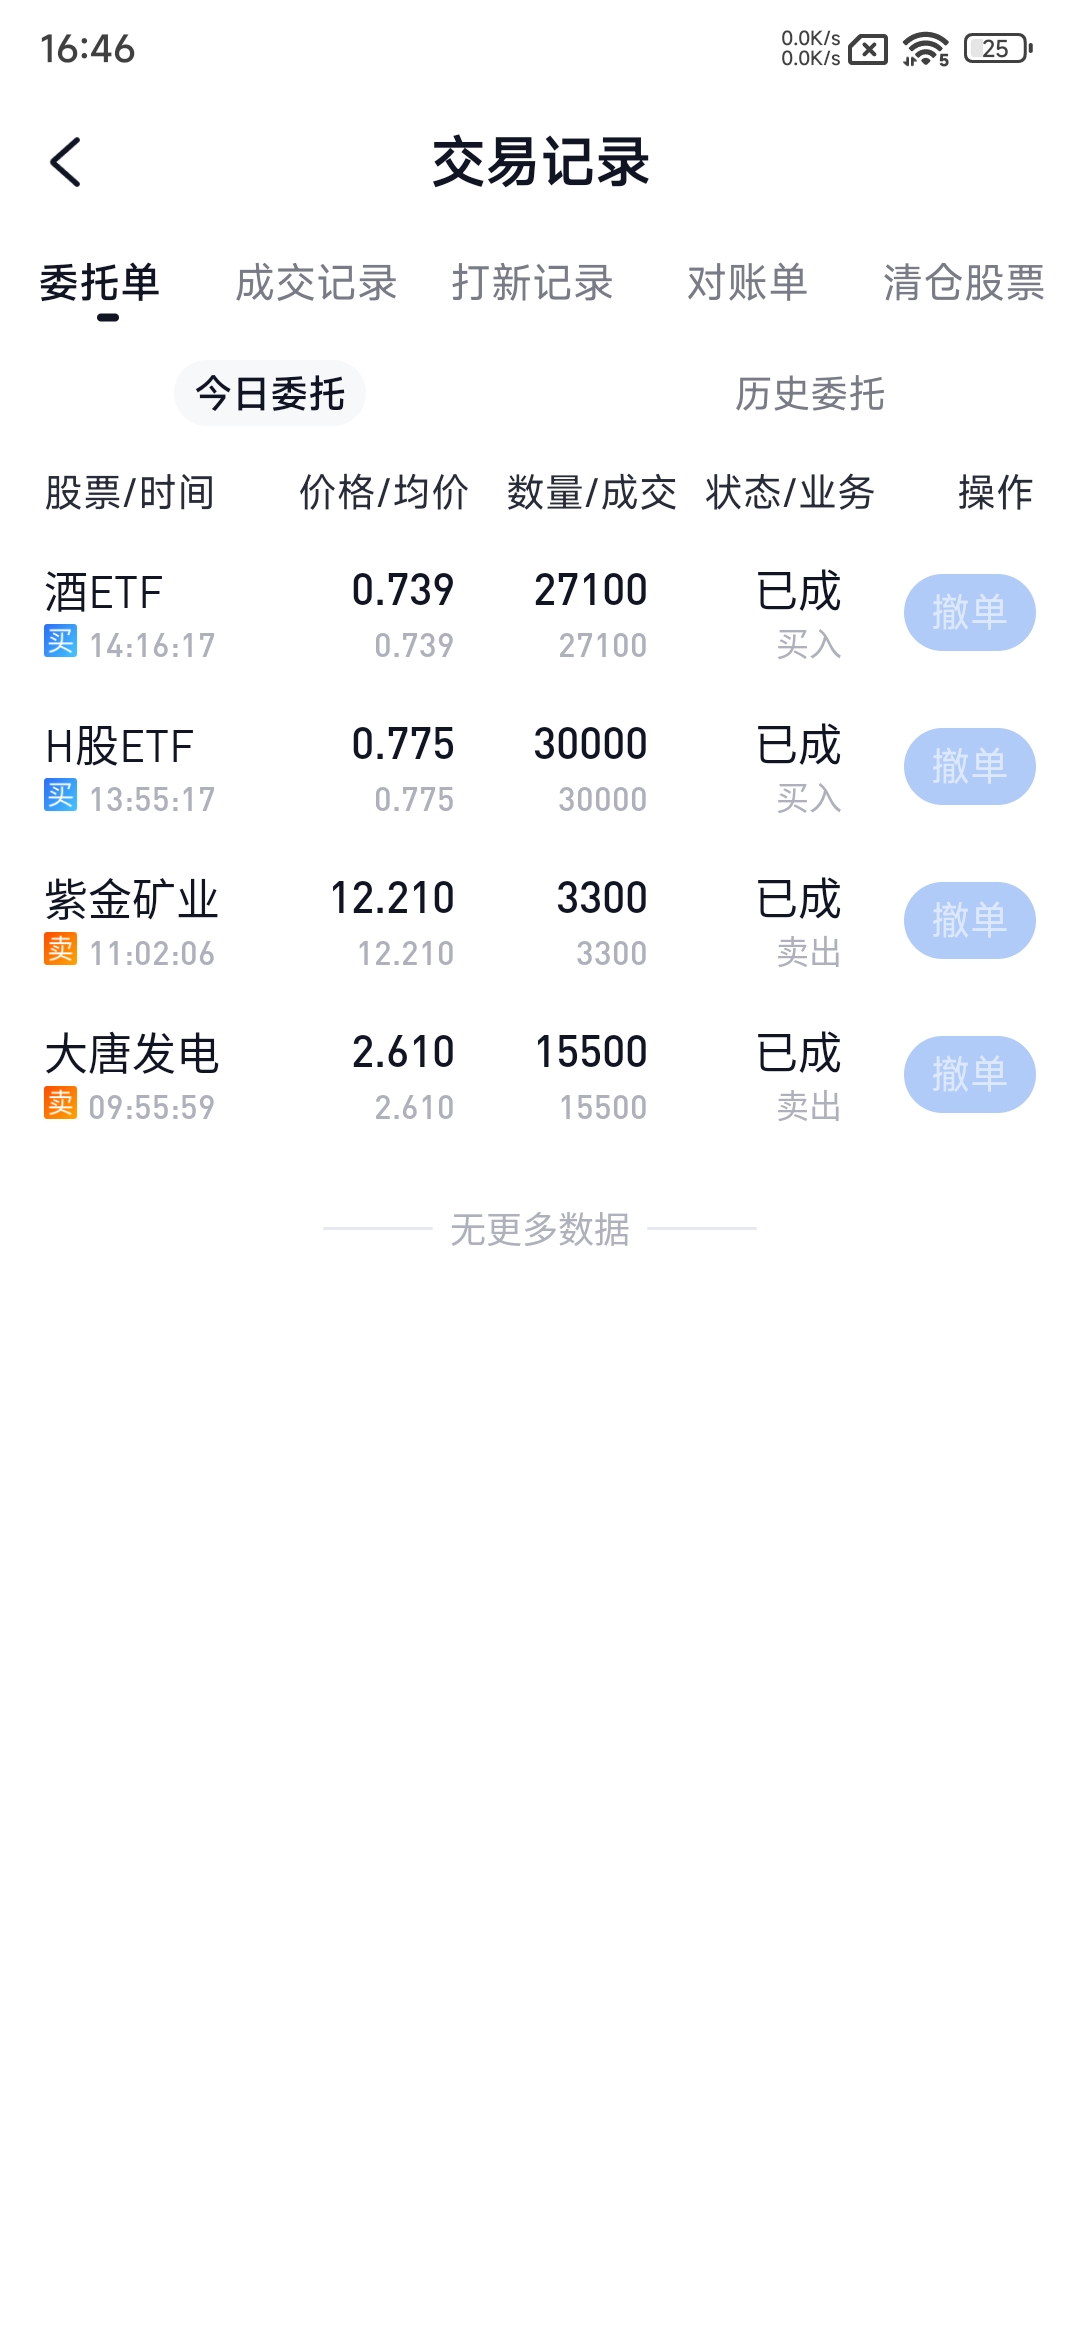 16:46 0.0K/s 0.0K/s 5 25
交易记录
委托单 成交记录 打新记录 对账单 清仓股票
今日委托 历史委托
股票/时间 价格/均价 数量/成交 状态/业务 操作
酒ETF 0.739 27100 已成 撤单
买 14:16:17 0.739 27100 买入
H股ETF 0.775 30000 已成 撤单
买 13:55:17 0.775 30000 买入
紫金矿业 12.210 3300 已成 撤单
卖 11:02:06 12.210 3300 卖出
大唐发电 2.610 15500 已成 撤单
卖 09:55:59 2.610 15500 卖出
无更多数据